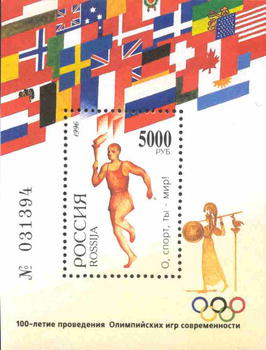 1996
5000
РУБ.
РОССИЯ
ROSSIJA
О, спорт, ты - мир!
№ 031394
100-летие проведения Олимпийских игр современности